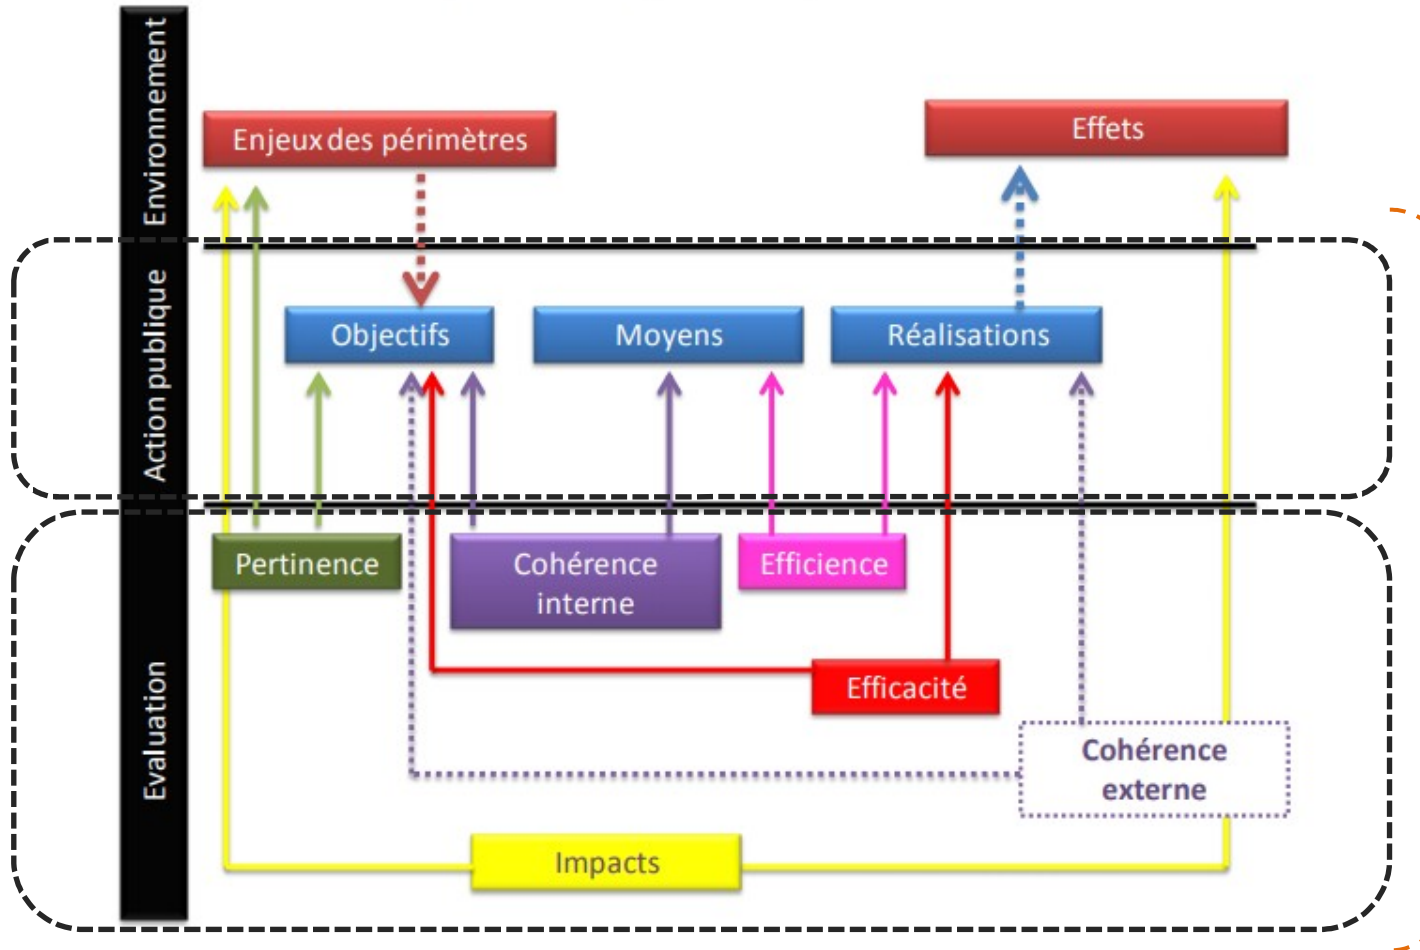 Environnement
Enjeux des périmètres
Effets
Action publique
Objectifs
Moyens
Réalisations
Evaluation
Pertinence
Cohérence
interne
Efficience
Efficacité
Cohérence
externe
Impacts